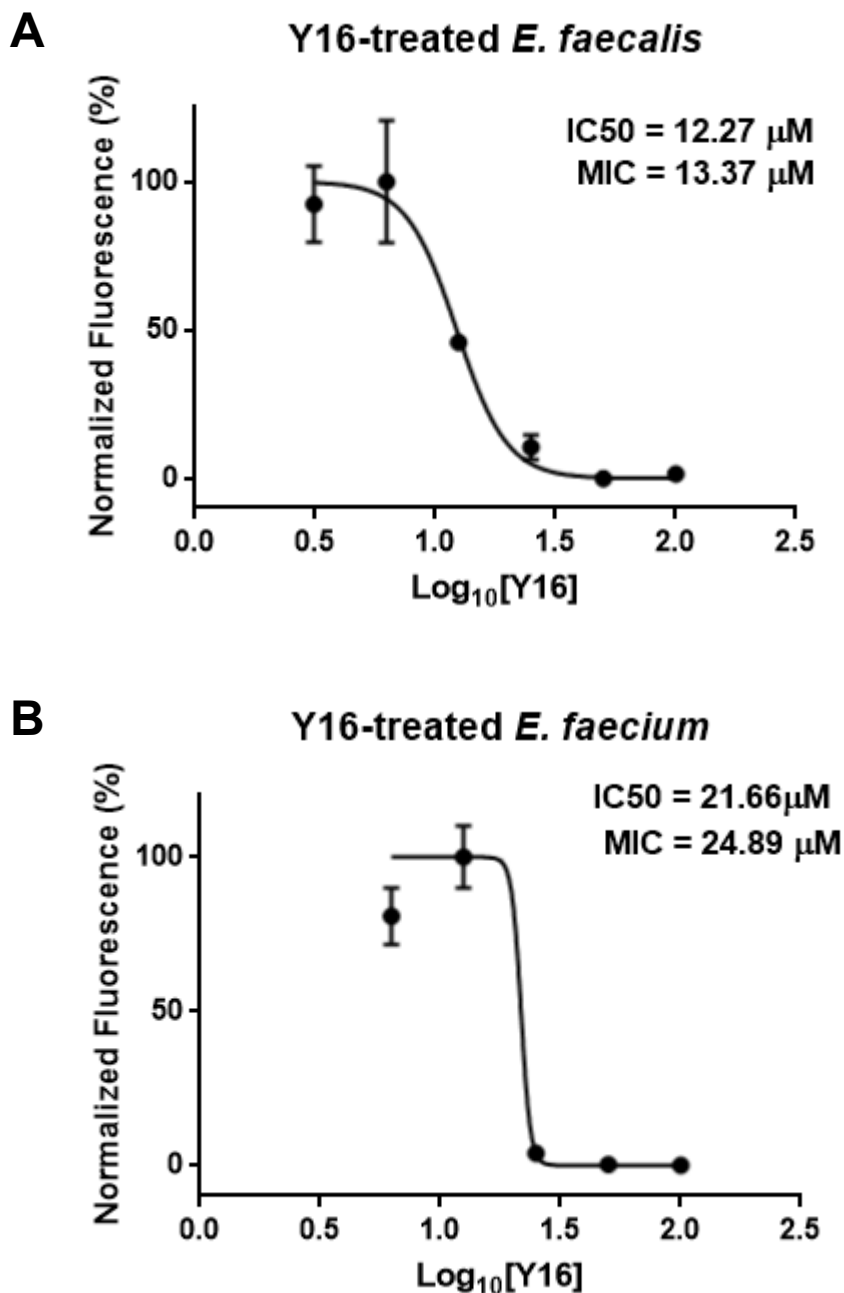 A
Y16-treated E. faecalis
IC50 = 12.27 μM
MIC = 13.37 μM
Normalized Fluorescence (%)
100
50
0
0.0 0.5 1.0 1.5 2.0 2.5
Log₁₀[Y16]
B
Y16-treated E. faecium
IC50 = 21.66μM
MIC = 24.89 μM
Normalized Fluorescence (%)
100
50
0
0.0 0.5 1.0 1.5 2.0 2.5
Log₁₀[Y16]